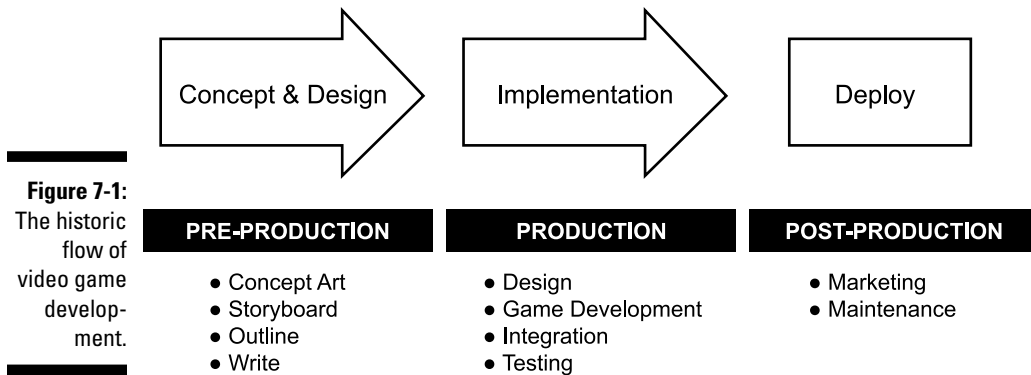 Concept & Design
Implementation
Deploy
Figure 7-1:
The historic
flow of
video game
develop-
ment.
PRE-PRODUCTION
● Concept Art
● Storyboard
● Outline
● Write
PRODUCTION
● Design
● Game Development
● Integration
● Testing
POST-PRODUCTION
● Marketing
● Maintenance